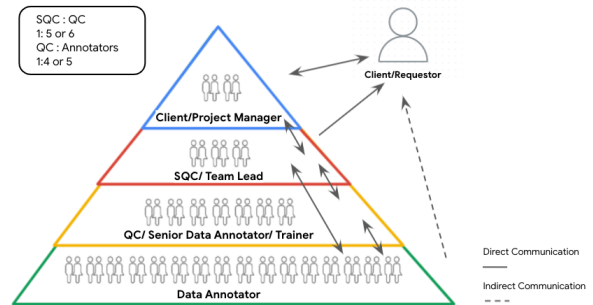 SQC : QC
1: 5 or 6
QC : Annotators
1:4 or 5
Client/Requestor
Client/Project Manager
SQC/ Team Lead
QC/ Senior Data Annotator/ Trainer
Data Annotator
Direct Communication
Indirect Communication